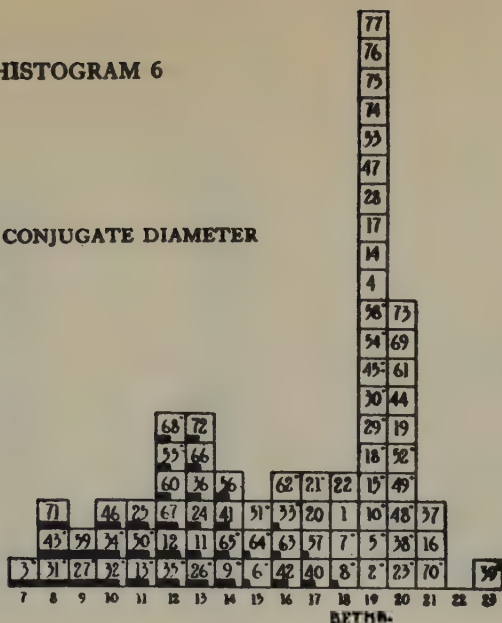 HISTOGRAM 6
CONJUGATE DIAMETER
77
76
75
74
53
47
28
17
14
4
58- 73
54- 69
45= 61
30- 44
68- 72 29- 19
55- 66 18- 52-
60 36 56 62- 21- 22 15- 49-
71 46 25 67 24 41 51- 33- 20 1 10- 48- 37
43- 59 34 50- 12 11 65- 64- 63 57 7- 5- 38- 16
3- 31- 27 32- 13- 35- 26- 9- 6- 42 40 8- 2- 23- 70- 39-
7 8 9 10 11 12 13 14 15 16 17 18 19 20 21 22 23